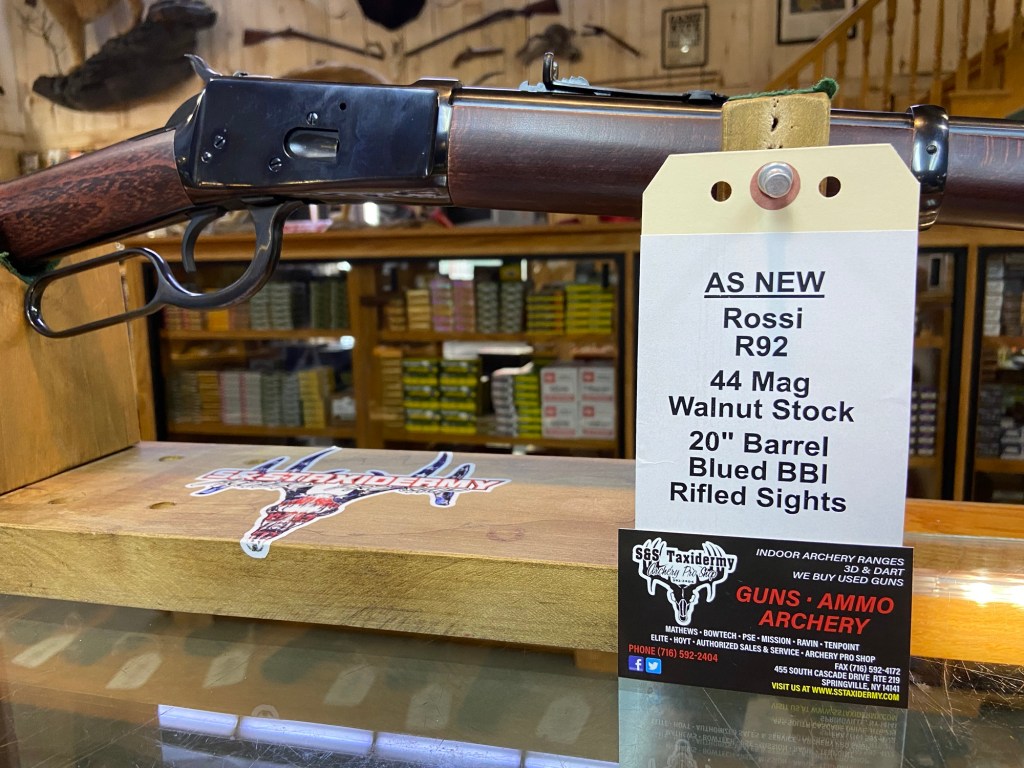 AS NEW
Rossi
R92
44 Mag
Walnut Stock
20" Barrel
Blued BBl
Rifled Sights
S&S TAXIDERMY
S&S Taxidermy
Archery Pro Shop
INDOOR ARCHERY RANGES
3D & DART
WE BUY USED GUNS
GUNS · AMMO
ARCHERY
MATHEWS • BOWTECH • PSE • MISSION • RAVIN • TENPOINT
ELITE • HOYT • AUTHORIZED SALES & SERVICE • ARCHERY PRO SHOP
PHONE (716) 592-2404
FAX (716) 592-4172
455 SOUTH CASCADE DRIVE RTE 219
SPRINGVILLE, NY 14141
VISIT US AT WWW.SSTAXIDERMY.COM